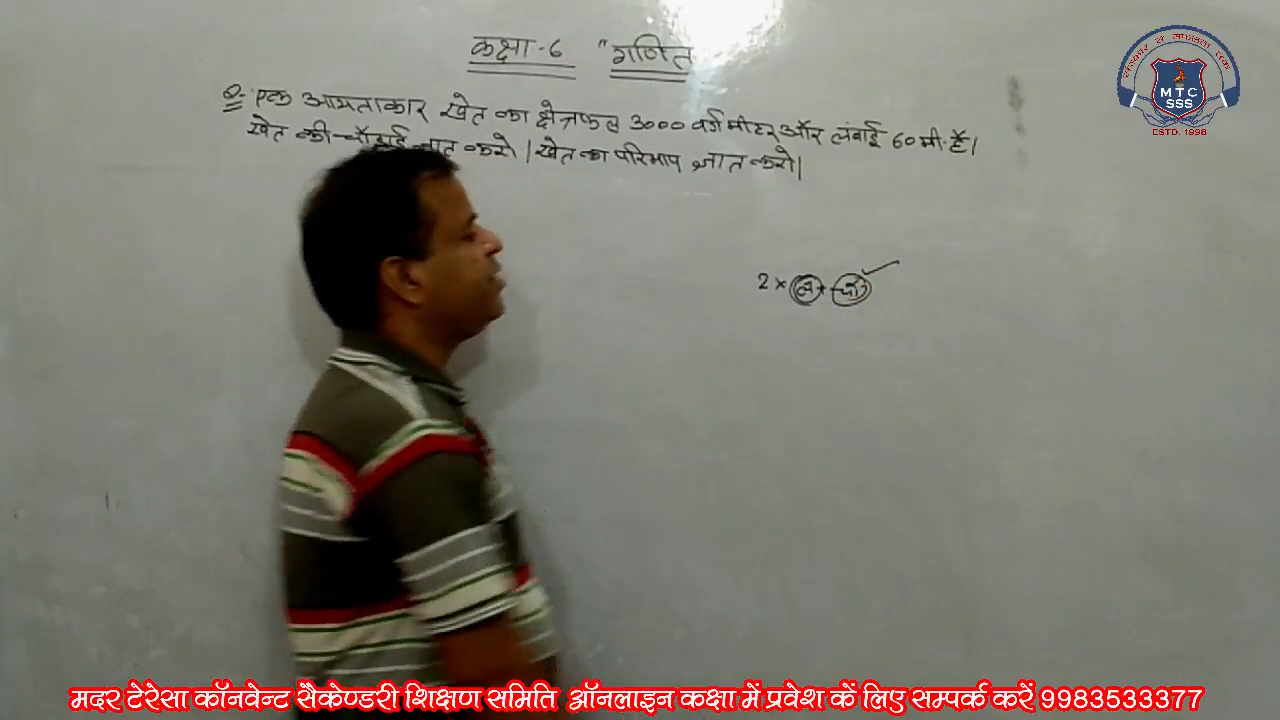 कक्षा-6 "गणित
Q- एक आयताकार खेत का क्षेत्रफल 3000 वर्ग मीटर और लंबाई 60 मी. है।
खेत की चौड़ाई ज्ञात करो। खेत का परिमाप ज्ञात करो।
2 × ल + चौ
MTC
SSS
ESTD. 1998
मदर टेरेसा कॉनवेन्ट सैकेण्डरी शिक्षण समिति ऑनलाइन कक्षा में प्रवेश कें लिए सम्पर्क करें 9983533377